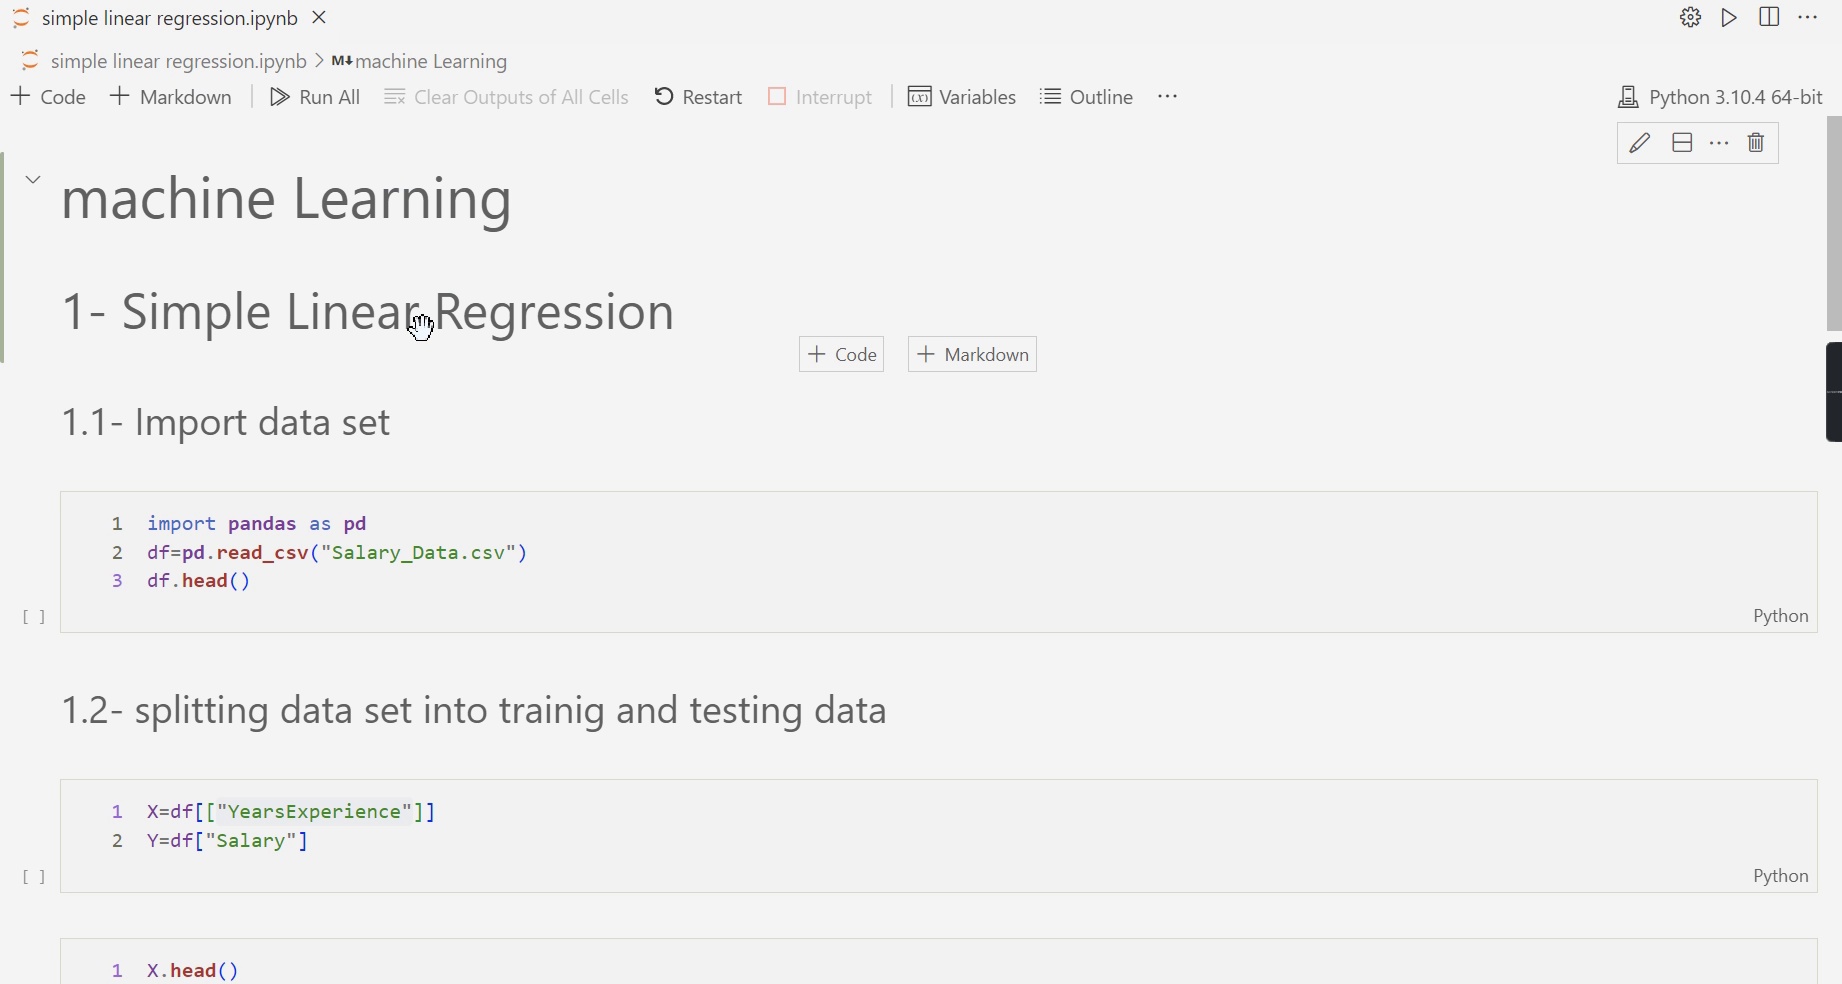 simple linear regression.ipynb
simple linear regression.ipynb > M↓ machine Learning
+ Code + Markdown Run All Clear Outputs of All Cells Restart Interrupt (x) Variables Outline ··· Python 3.10.4 64-bit
machine Learning
1- Simple Linear Regression
+ Code + Markdown
1.1- Import data set
1 import pandas as pd
2 df=pd.read_csv("Salary_Data.csv")
3 df.head()
[ ] Python
1.2- splitting data set into trainig and testing data
1 X=df[["YearsExperience"]]
2 Y=df["Salary"]
[ ] Python
1 X.head()